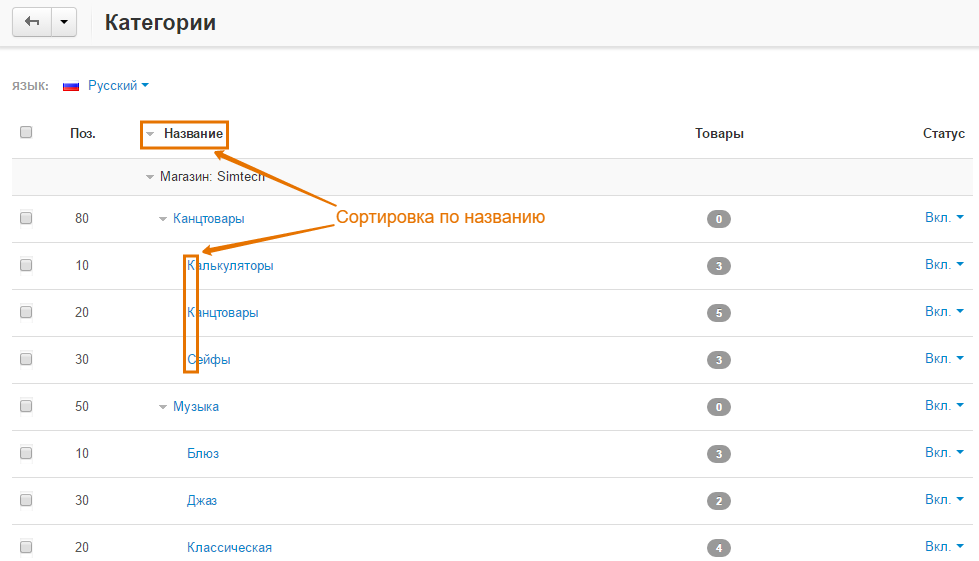 Категории
ЯЗЫК: Русский
Поз. Название Товары Статус
Магазин: Simtech
80 Канцтовары 0 Вкл.
Сортировка по названию
10 Калькуляторы 3 Вкл.
20 Канцтовары 5 Вкл.
30 Сейфы 3 Вкл.
50 Музыка 0 Вкл.
10 Блюз 3 Вкл.
30 Джаз 2 Вкл.
20 Классическая 4 Вкл.